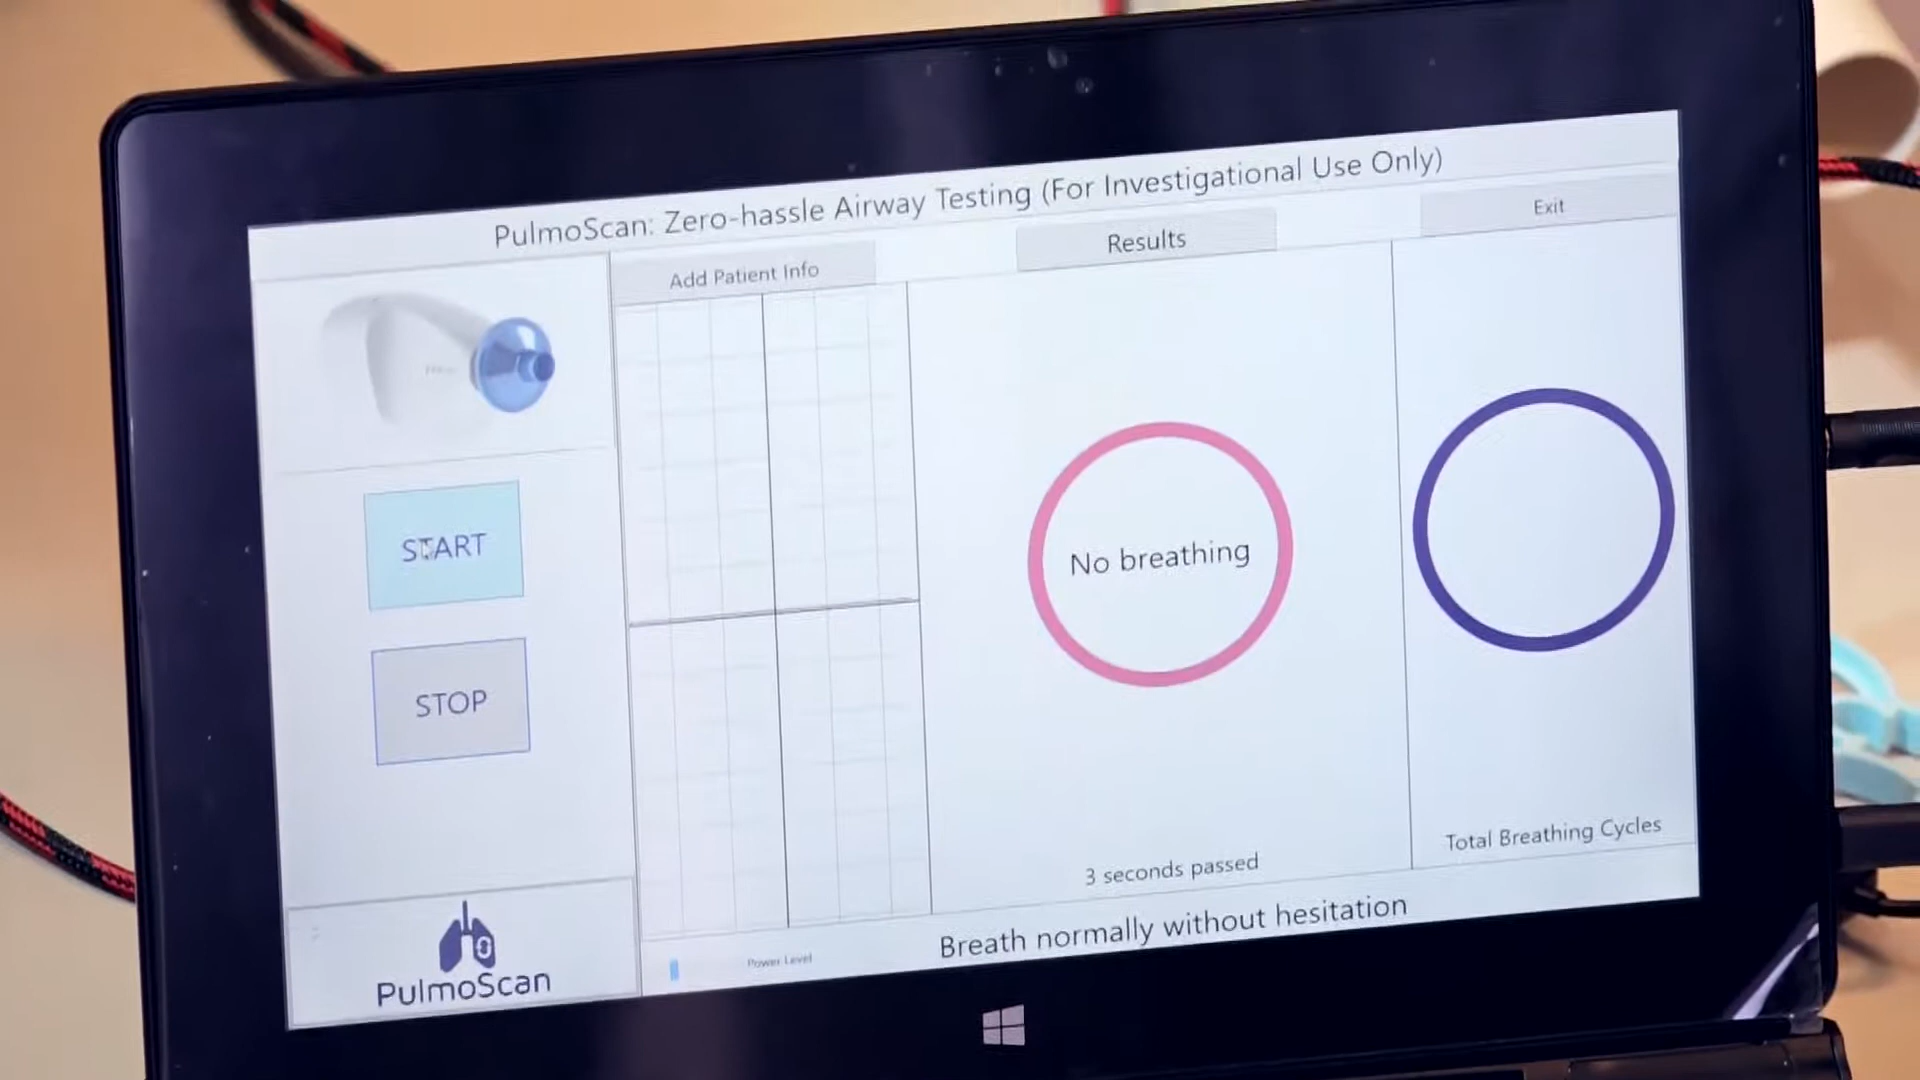 PulmoScan: Zero-hassle Airway Testing (For Investigational Use Only)
Add Patient Info
Results
Exit
START
STOP
No breathing
3 seconds passed
Total Breathing Cycles
Breath normally without hesitation
Power Level
PulmoScan